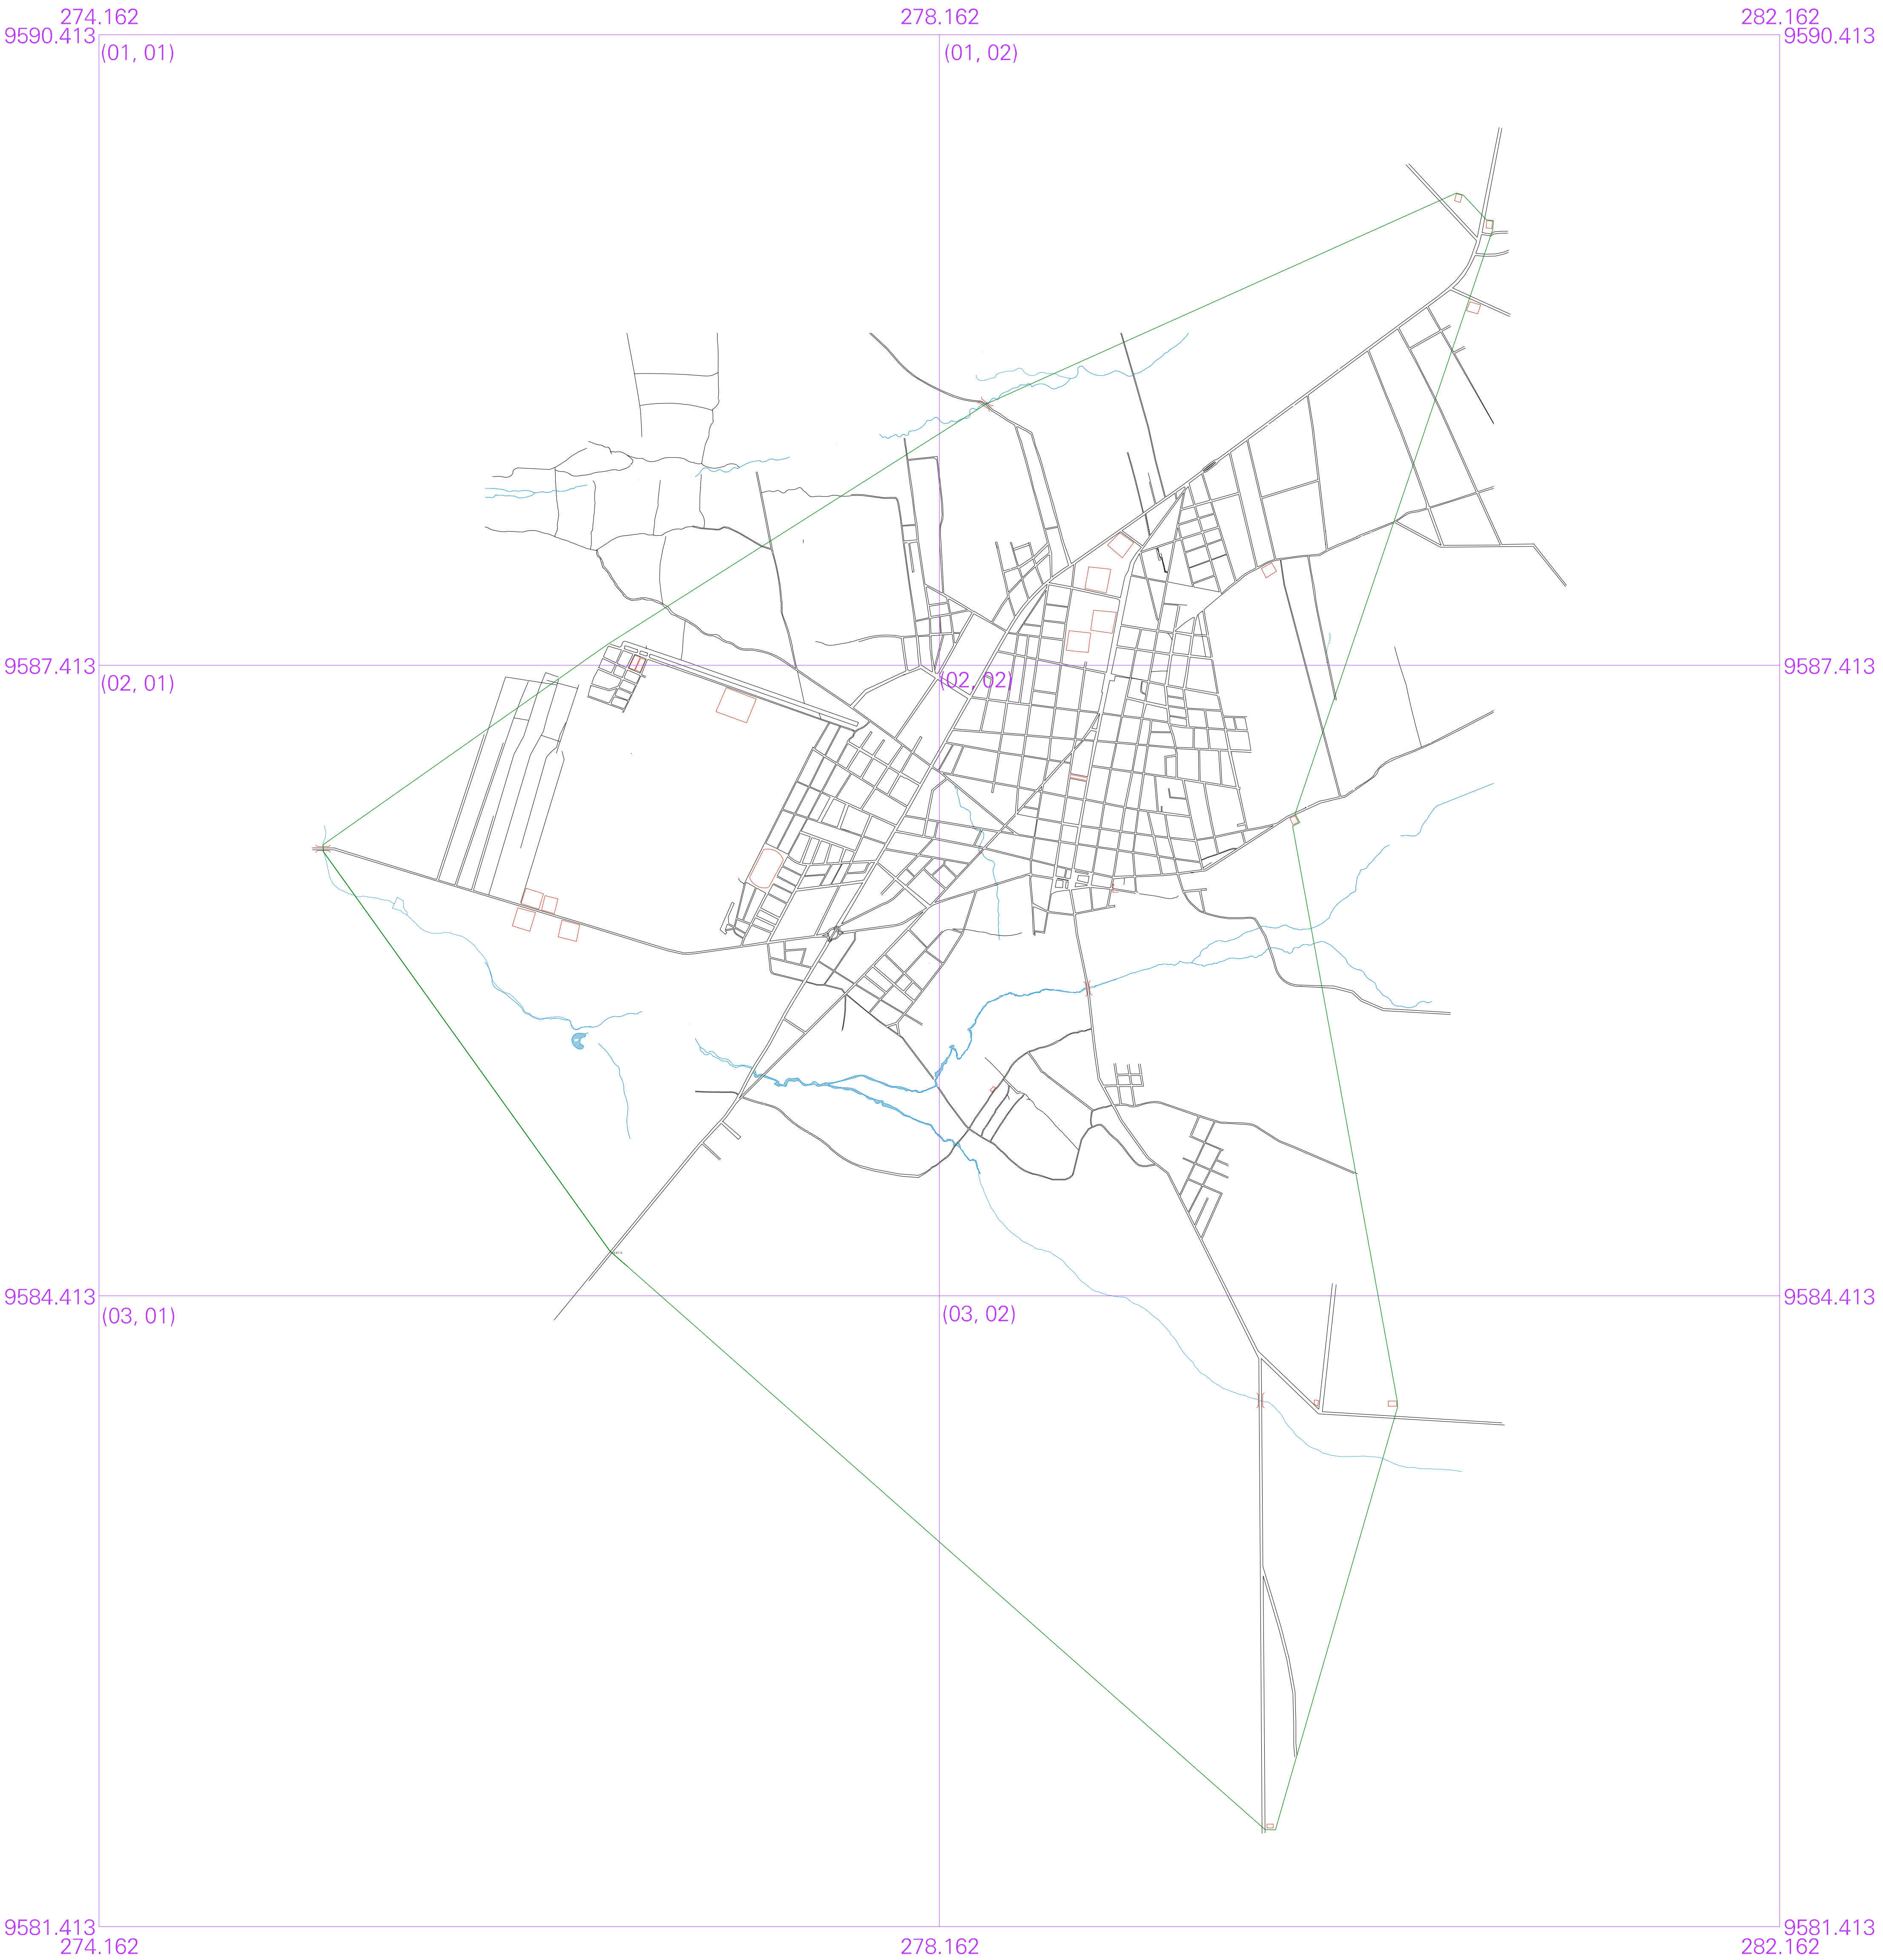 274.162 278.162 282.162
9590.413 9590.413
(01, 01) (01, 02)
9587.413 9587.413
(02, 01) (02, 02)
9584.413 9584.413
(03, 01) (03, 02)
9581.413 9581.413
274.162 278.162 282.162